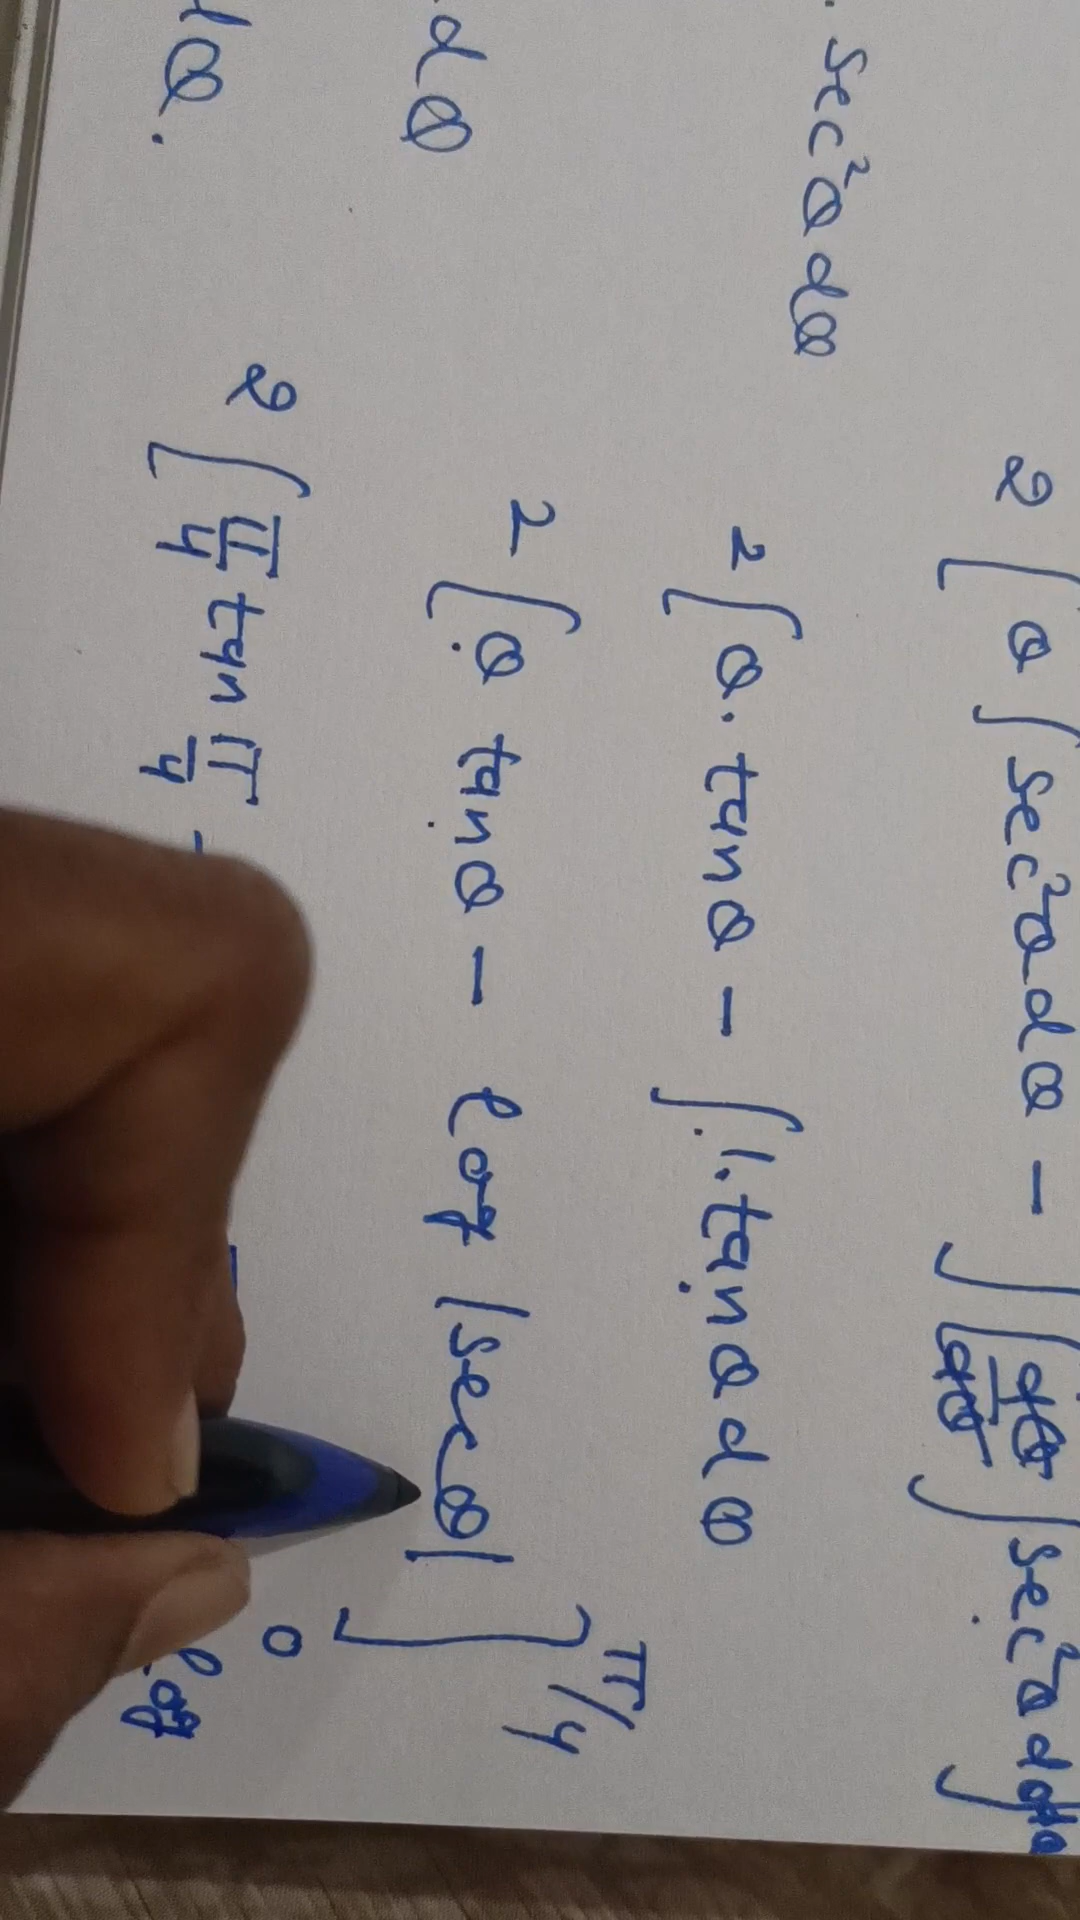 . sec²θ dθ
2 [ θ ∫ sec²θ dθ - ∫ [ dθ/dθ ∫ sec²θ dθ
2 [ θ. tanθ - ∫ 1. tanθ dθ
dθ
2 [ θ tanθ - log |secθ| ]₀^π/4
dθ.
2 [ π/4 tan π/4 - log